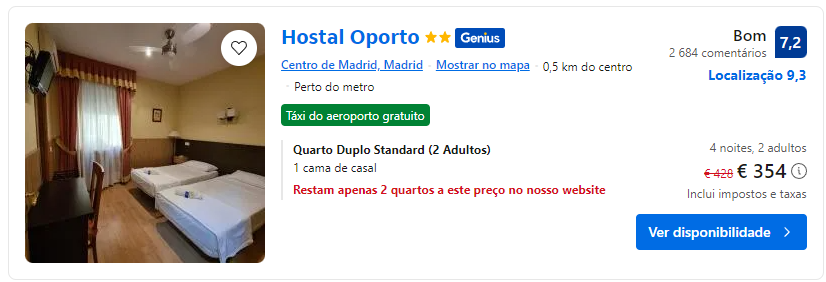 Hostal Oporto Genius
Centro de Madrid, Madrid · Mostrar no mapa · 0,5 km do centro
· Perto do metro
Táxi do aeroporto gratuito
Quarto Duplo Standard (2 Adultos)
1 cama de casal
Restam apenas 2 quartos a este preço no nosso website
Bom 7,2
2 684 comentários
Localização 9,3
4 noites, 2 adultos
€ 428 € 354
Inclui impostos e taxas
Ver disponibilidade